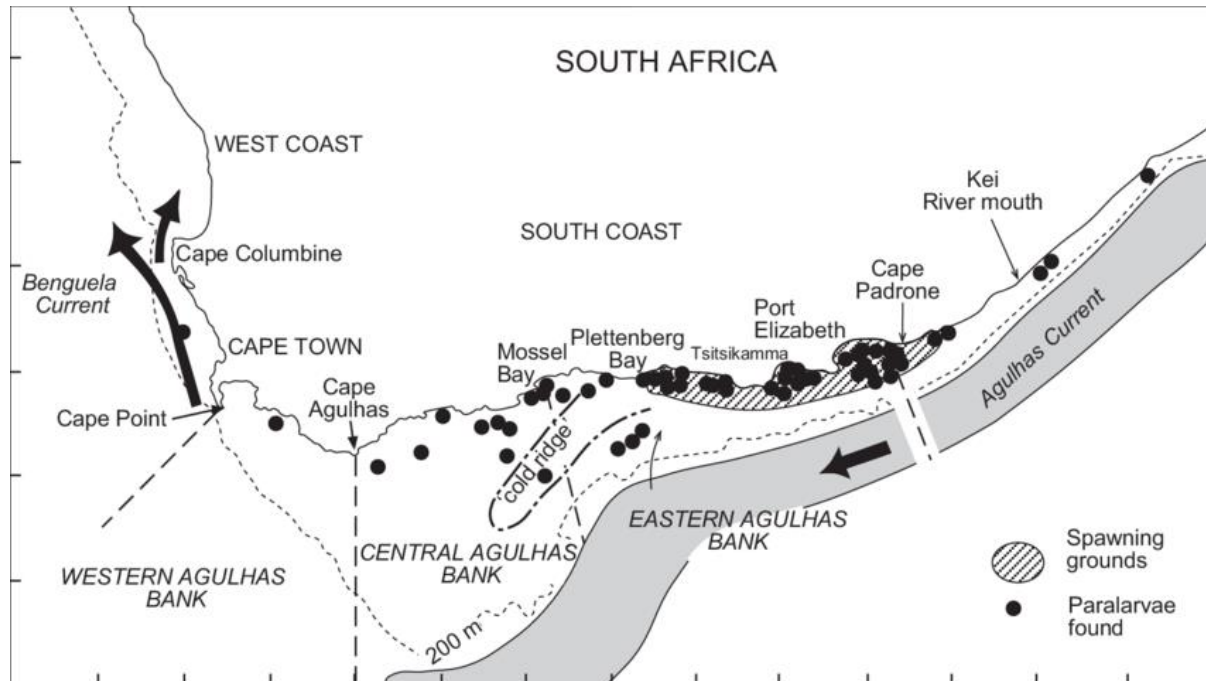 SOUTH AFRICA
WEST COAST
Kei
River mouth
SOUTH COAST
Cape Columbine
Cape
Padrone
Benguela
Current
Port
Elizabeth
Plettenberg
Bay
Tsitsikamma
Mossel
Bay
CAPE TOWN
Cape
Agulhas
Cape Point
Agulhas Current
cold ridge
EASTERN AGULHAS
BANK
CENTRAL AGULHAS
BANK
WESTERN AGULHAS
BANK
200 m
Spawning
grounds
Paralarvae
found